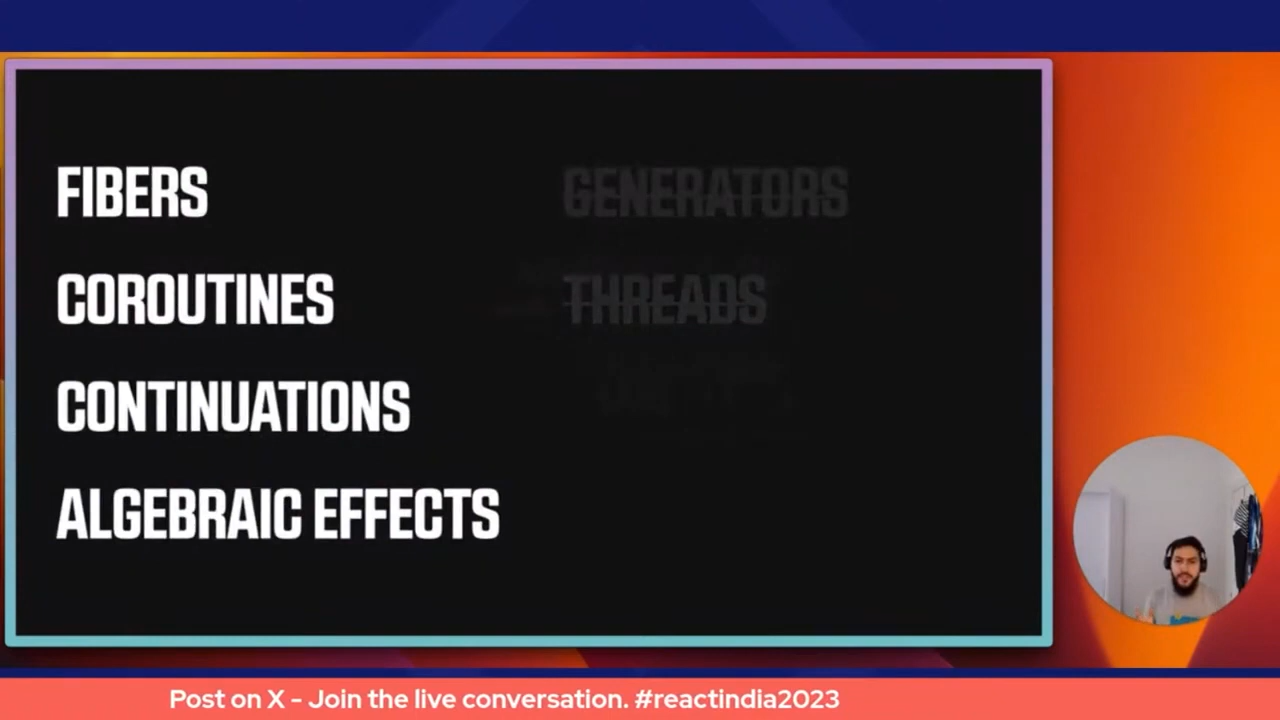 FIBERS
COROUTINES
CONTINUATIONS
ALGEBRAIC EFFECTS
GENERATORS
THREADS
Post on X - Join the live conversation. #reactindia2023